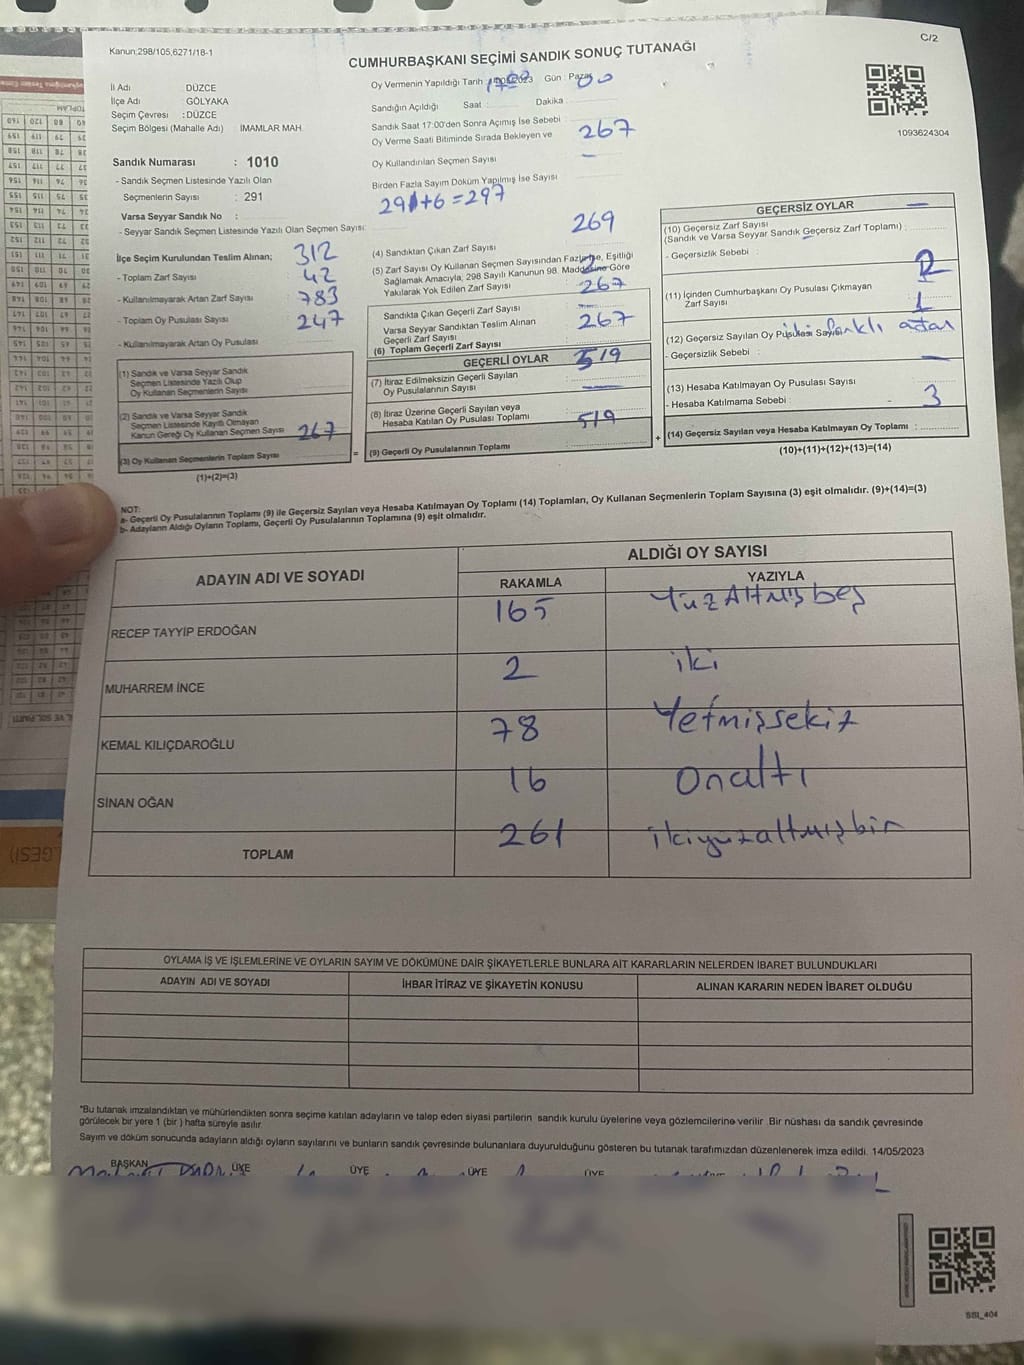 Kanun:298/105,6271/18-1
C/2
CUMHURBAŞKANI SEÇİMİ SANDIK SONUÇ TUTANAĞI
1093624304
İl Adı : DÜZCE
İlçe Adı : GÖLYAKA
Seçim Çevresi : DÜZCE
Seçim Bölgesi (Mahalle Adı) İMAMLAR MAH.
Sandık Numarası : 1010
- Sandık Seçmen Listesinde Yazılı Olan
Seçmenlerin Sayısı : 291
Varsa Seyyar Sandık No :
- Seyyar Sandık Seçmen Listesinde Yazılı Olan Seçmen Sayısı:
İlçe Seçim Kurulundan Teslim Alınan; 312
- Toplam Zarf Sayısı 42
- Kullanılmayarak Artan Zarf Sayısı 783
- Toplam Oy Pusulası Sayısı 247
- Kullanılmayarak Artan Oy Pusulası
(1) Sandık ve Varsa Seyyar Sandık
Seçmen Listesinde Yazılı Olup
Oy Kullanan Seçmenlerin Sayısı
(2) Sandık ve Varsa Seyyar Sandık
Seçmen Listesinde Kayıtlı Olmayan
Kanun Gereği Oy Kullanan Seçmen Sayısı 267
(3) Oy Kullanan Seçmenlerin Toplam Sayısı
(1)+(2)=(3)
Oy Vermenin Yapıldığı Tarih Gün : Pazar
Sandığın Açıldığı Saat : Dakika
Sandık Saat 17:00'den Sonra Açılmış İse Sebebi
Oy Verme Saati Bitiminde Sırada Bekleyen ve 267
Oy Kullandırılan Seçmen Sayısı –
Birden Fazla Sayım Döküm Yapılmış İse Sayısı
291+6=297
269
(4) Sandıktan Çıkan Zarf Sayısı
(5) Zarf Sayısı Oy Kullanan Seçmen Sayısından Fazla İse, Eşitliği 2
Sağlamak Amacıyla, 298 Sayılı Kanunun 98. Maddesine Göre
Yakılarak Yok Edilen Zarf Sayısı 267
Sandıkta Çıkan Geçerli Zarf Sayısı
Varsa Seyyar Sandıktan Teslim Alınan 267
Geçerli Zarf Sayısı
(6) Toplam Geçerli Zarf Sayısı
GEÇERLİ OYLAR 519
(7) İtiraz Edilmeksizin Geçerli Sayılan
Oy Pusulalarının Sayısı –
(8) İtiraz Üzerine Geçerli Sayılan veya
Hesaba Katılan Oy Pusulası Toplamı 519
= (9) Geçerli Oy Pusulalarının Toplamı
+
GEÇERSİZ OYLAR –
(10) Geçersiz Zarf Sayısı
(Sandık ve Varsa Seyyar Sandık Geçersiz Zarf Toplamı) :
- Geçersizlik Sebebi :
(11) İçinden Cumhurbaşkanı Oy Pusulası Çıkmayan
Zarf Sayısı 1
(12) Geçersiz Sayılan Oy Pusulası Sayısı farklı
- Geçersizlik Sebebi : –
(13) Hesaba Katılmayan Oy Pusulası Sayısı
- Hesaba Katılmama Sebebi : - 3
(14) Geçersiz Sayılan veya Hesaba Katılmayan Oy Toplamı :
(10)+(11)+(12)+(13)=(14)
NOT:
a- Geçerli Oy Pusulalarının Toplamı (9) ile Geçersiz Sayılan veya Hesaba Katılmayan Oy Toplamı (14) Toplamları, Oy Kullanan Seçmenlerin Toplam Sayısına (3) eşit olmalıdır. (9)+(14)=(3)
b- Adayların Aldığı Oyların Toplamı, Geçerli Oy Pusulalarının Toplamına (9) eşit olmalıdır.
ADAYIN ADI VE SOYADI
ALDIĞI OY SAYISI
RAKAMLA YAZIYLA
RECEP TAYYİP ERDOĞAN 165 Yüz Altmış beş
MUHARREM İNCE 2 iki
KEMAL KILIÇDAROĞLU 78 Yetmişsekiz
SİNAN OĞAN 16 Onaltı
TOPLAM 261 ikiyüzaltmışbir
OYLAMA İŞ VE İŞLEMLERİNE VE OYLARIN SAYIM VE DÖKÜMÜNE DAİR ŞİKAYETLERLE BUNLARA AİT KARARLARIN NELERDEN İBARET BULUNDUKLARI
ADAYIN ADI VE SOYADI İHBAR İTİRAZ VE ŞİKAYETİN KONUSU ALINAN KARARIN NEDEN İBARET OLDUĞU
*Bu tutanak imzalandıktan ve mühürlendikten sonra seçime katılan adayların ve talep eden siyasi partilerin sandık kurulu üyelerine veya gözlemcilerine verilir. Bir nüshası da sandık çevresinde
görülecek bir yere 1 (bir) hafta süreyle asılır.
Sayım ve döküm sonucunda adayların aldığı oyların sayılarını ve bunların sandık çevresinde bulunanlara duyurulduğunu gösteren bu tutanak tarafımızdan düzenlenerek imza edildi. 14/05/2023
BAŞKAN ÜYE ÜYE ÜYE ÜYE
SSI_404